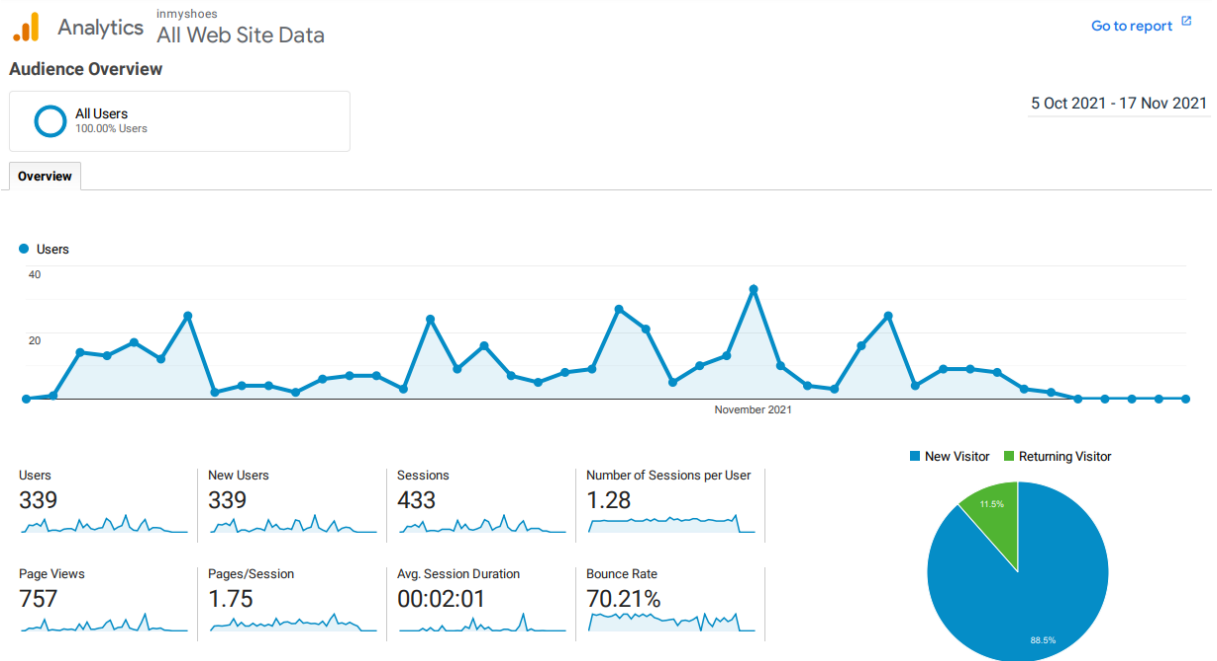 inmyshoes
Analytics
All Web Site Data
Go to report
Audience Overview
All Users
100.00% Users
5 Oct 2021 - 17 Nov 2021
Overview
Users
40
20
November 2021
New Visitor
Returning Visitor
Users
New Users
Sessions
Number of Sessions per User
339
339
433
1.28
11.5%
Page Views
Pages/Session
Avg. Session Duration
Bounce Rate
757
1.75
00:02:01
70.21%
88.5%